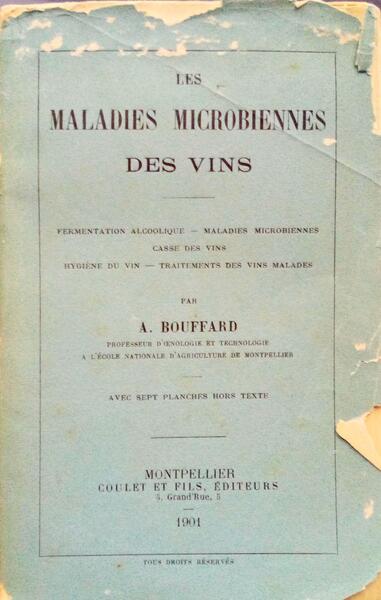 LES
MALADIES MICROBIENNES
DES VINS
FERMENTATION ALCOOLIQUE — MALADIES MICROBIENNES
CASSE DES VINS
HYGIÈNE DU VIN — TRAITEMENTS DES VINS MALADES
PAR
A. BOUFFARD
PROFESSEUR D'ŒNOLOGIE ET TECHNOLOGIE
A L'ÉCOLE NATIONALE D'AGRICULTURE DE MONTPELLIER
AVEC SEPT PLANCHES HORS TEXTE
MONTPELLIER
COULET ET FILS, ÉDITEURS
5, Grand'Rue, 5
1901
TOUS DROITS RÉSERVÉS